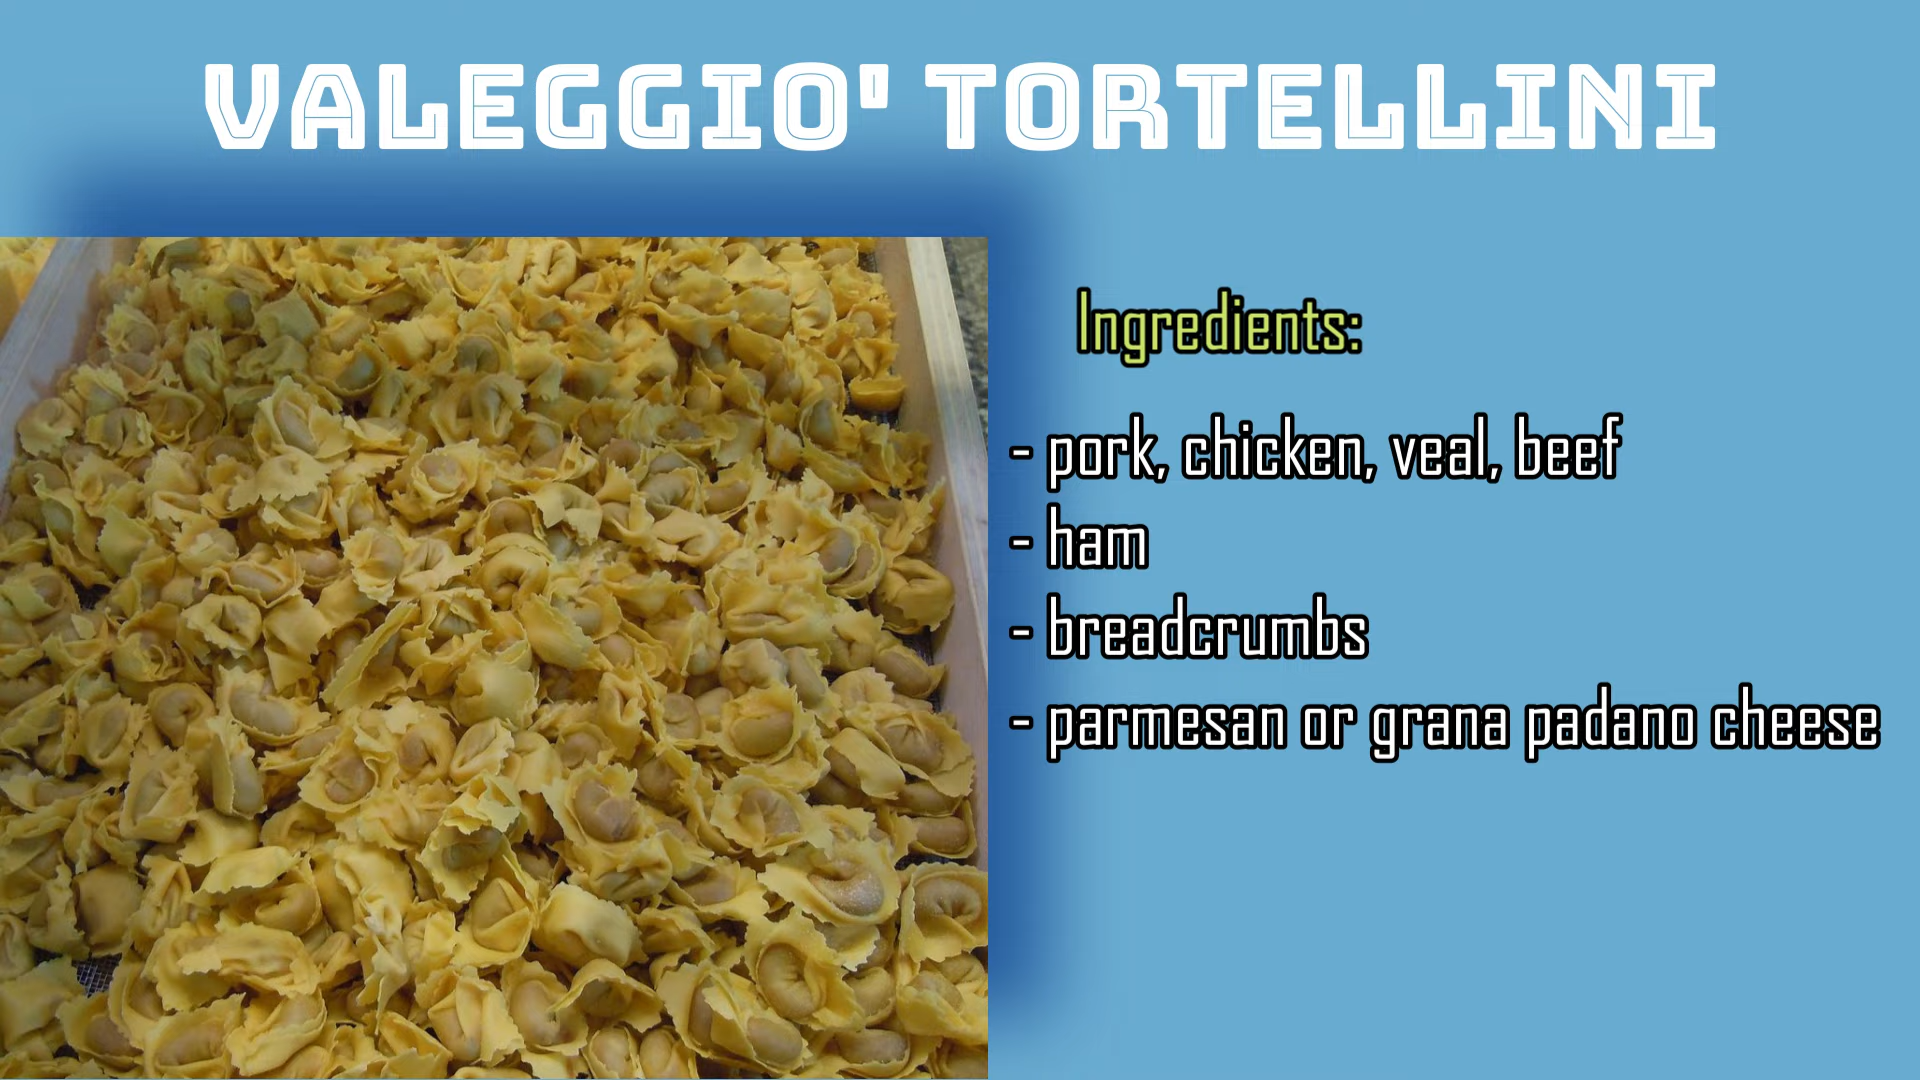 VALEGGIO' TORTELLINI
Ingredients:
- pork, chicken, veal, beef
- ham
- breadcrumbs
- parmesan or grana padano cheese